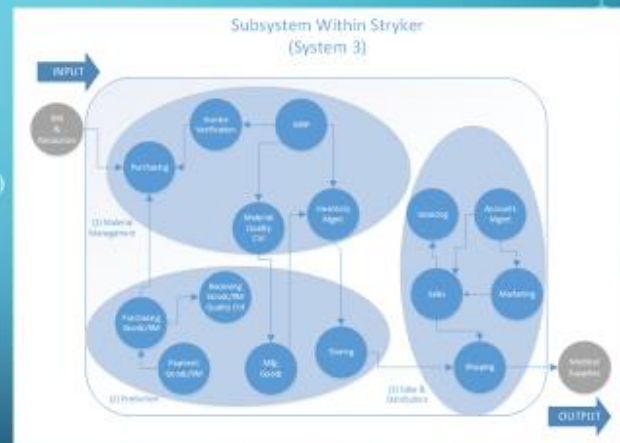 Subsystem Within Stryker
(System 3)
INPUT
Verification
Purchasing
Inventory
Mgmt
Material
Quality
Ctrl
(1) Material
Management
Invoicing
Accounts
Mgmt
Sales
Marketing
Receiving
Goods/RM
Quality Ctrl
Purchasing
Goods/RM
Payment
Goods/RM
Mfg.
Goods
Storing
(2) Production
(3) Sales &
Distribution
Shipping
Medical
Supplies
OUTPUT